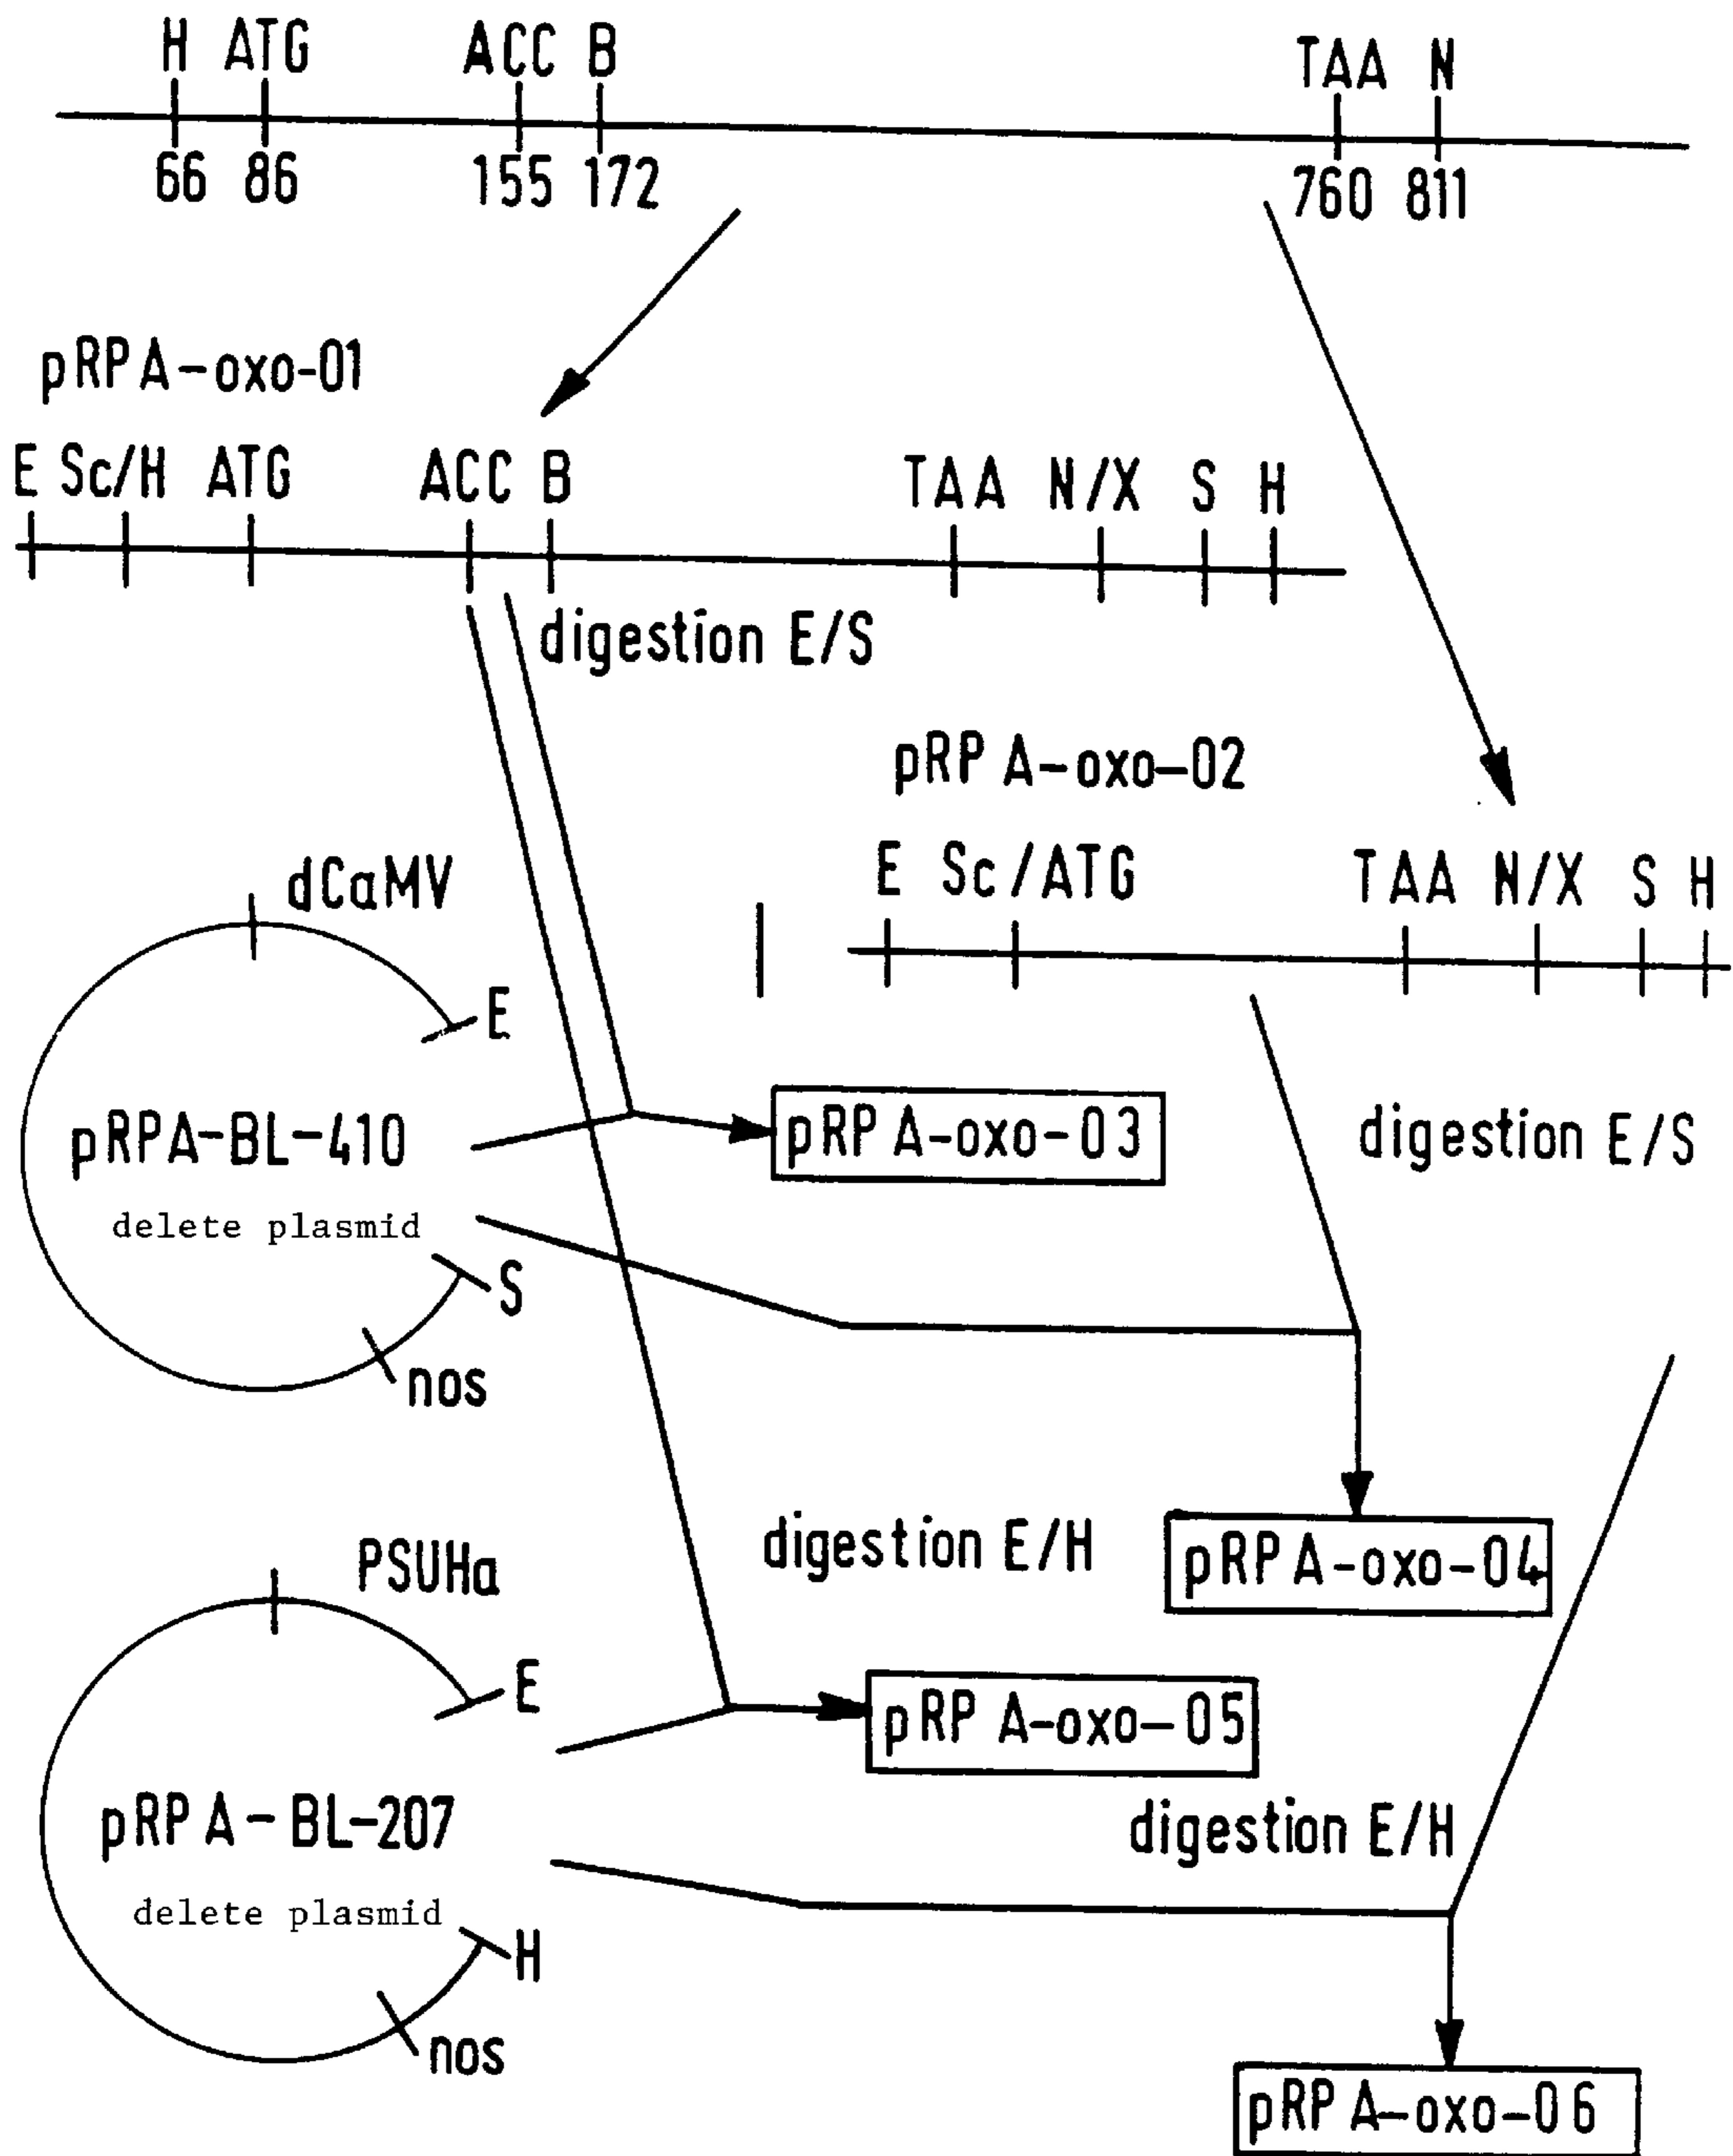 H ATG ACC B TAA N
66 86 155 172 760 811
pRPA-oxo-01
E Sc/H ATG ACC B TAA N/X S H
digestion E/S
pRPA-oxo-02
E Sc/ATG TAA N/X S H
dCaMV
E
pRPA-BL-410
delete plasmid
S
nos
pRPA-oxo-03
digestion E/S
digestion E/H
pRPA-oxo-04
PSUHa
E
pRPA-BL-207
delete plasmid
H
nos
pRPA-oxo-05
digestion E/H
pRPA-oxo-06